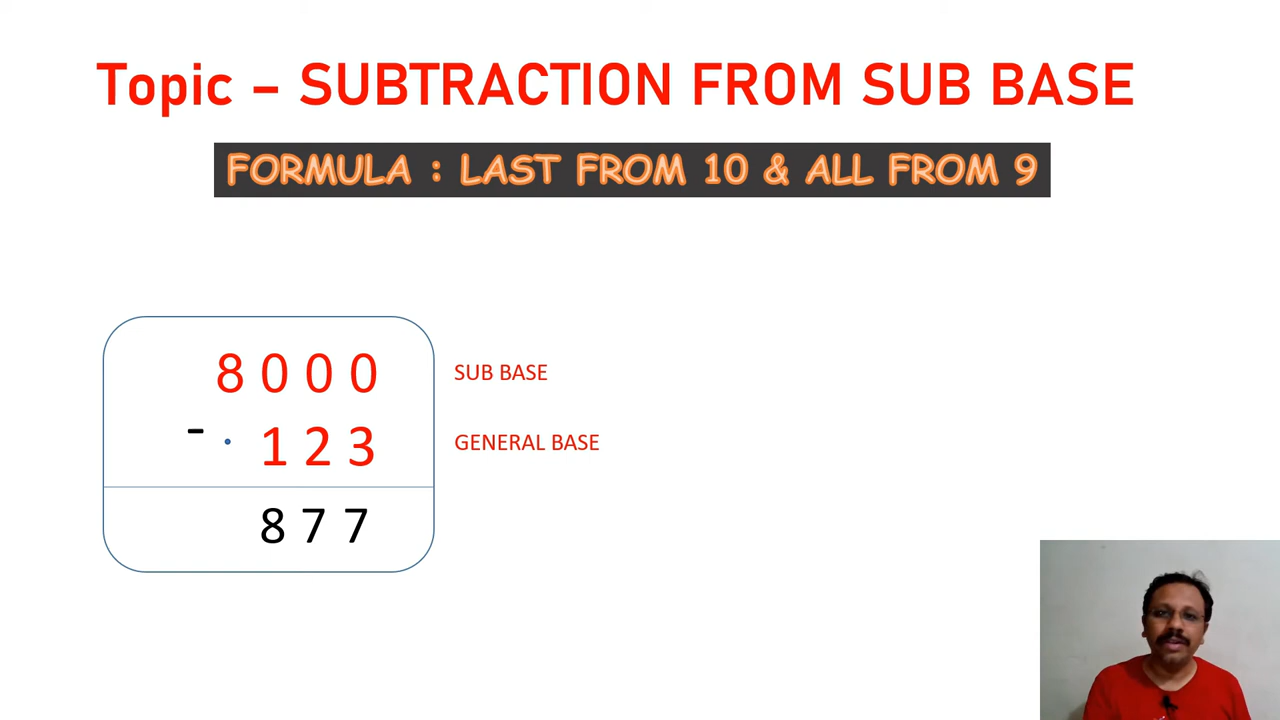 Topic – SUBTRACTION FROM SUB BASE
FORMULA : LAST FROM 10 & ALL FROM 9
8 0 0 0 SUB BASE
- · 1 2 3 GENERAL BASE
8 7 7